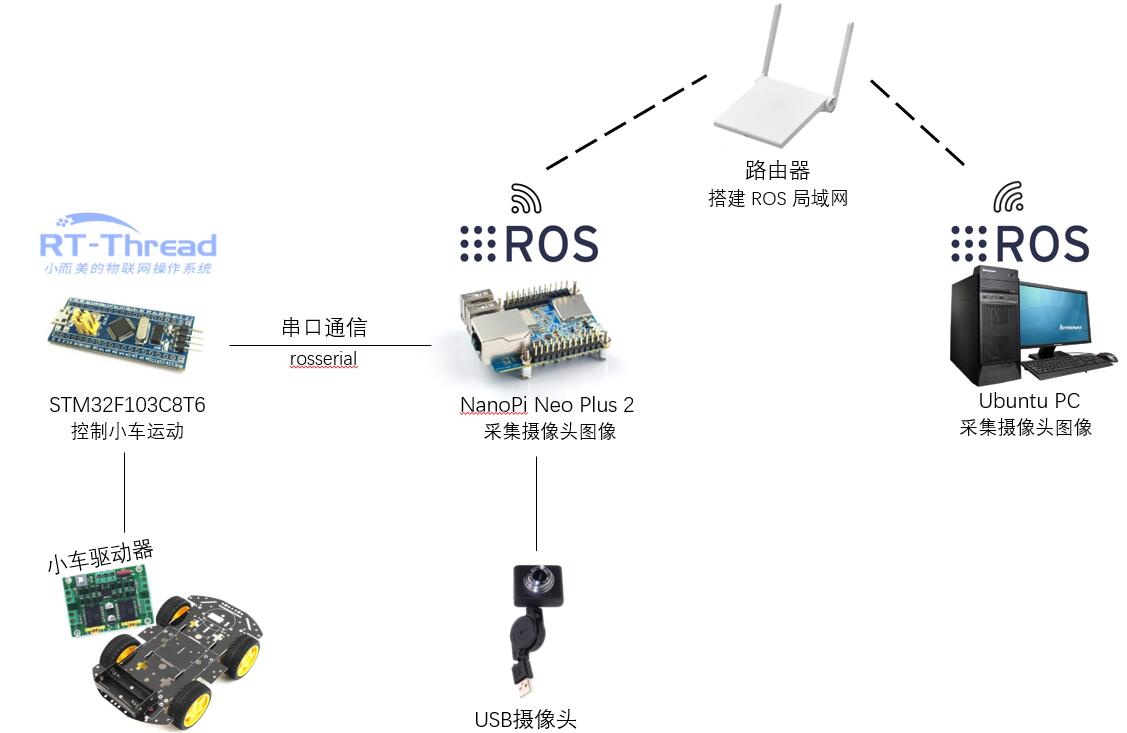 路由器
搭建 ROS 局域网
RT-Thread
小而美的物联网操作系统
ROS
ROS
串口通信
rosserial
lenovo
STM32F103C8T6
控制小车运动
NanoPi Neo Plus 2
采集摄像头图像
Ubuntu PC
采集摄像头图像
小车驱动器
USB摄像头